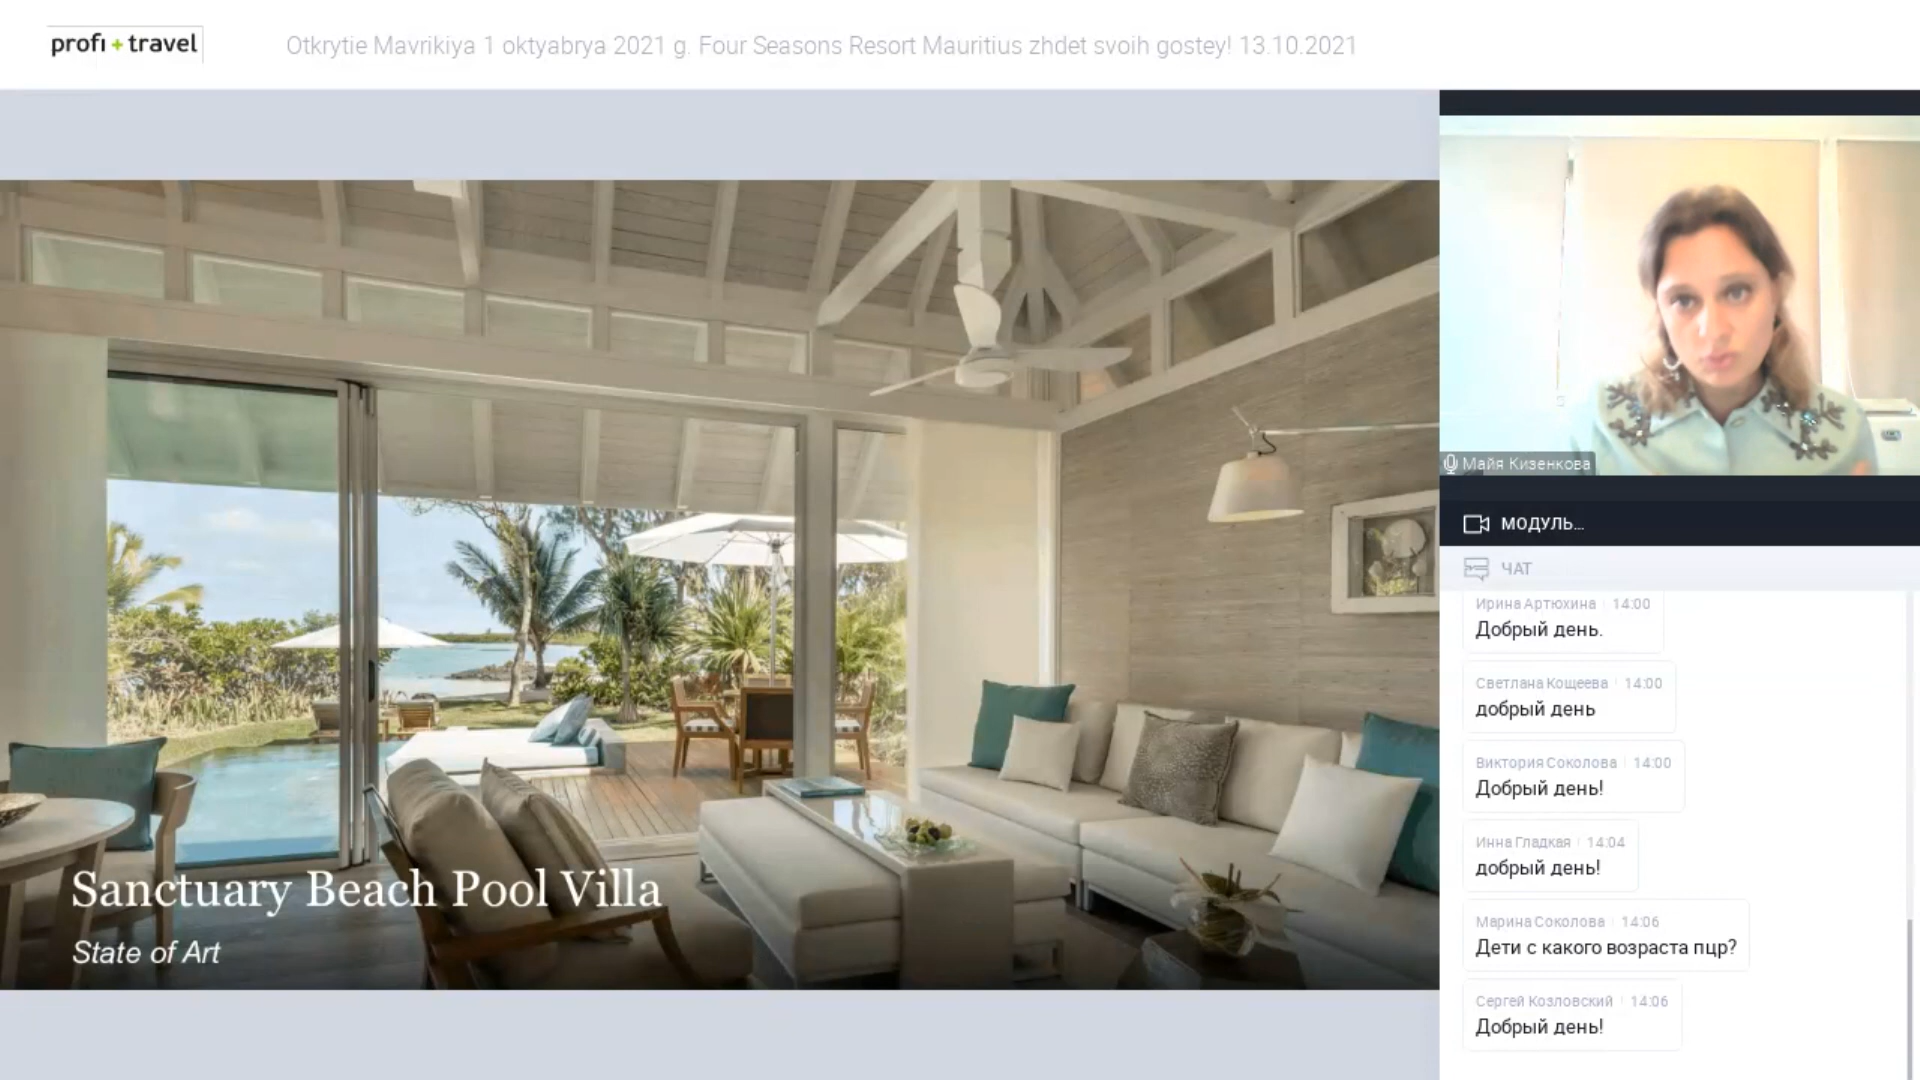 profi + travel
Otkrytie Mavrikiya 1 oktyabrya 2021 g. Four Seasons Resort Mauritius zhdet svoih gostey! 13.10.2021
Sanctuary Beach Pool Villa
State of Art
Майя Кизенкова
МОДУЛЬ...
ЧАТ
Ирина Артюхина 14:00
Добрый день.
Светлана Кощеева 14:00
добрый день
Виктория Соколова 14:00
Добрый день!
Инна Гладкая 14:04
добрый день!
Марина Соколова 14:06
Дети с какого возраста пцр?
Сергей Козловский 14:06
Добрый день!